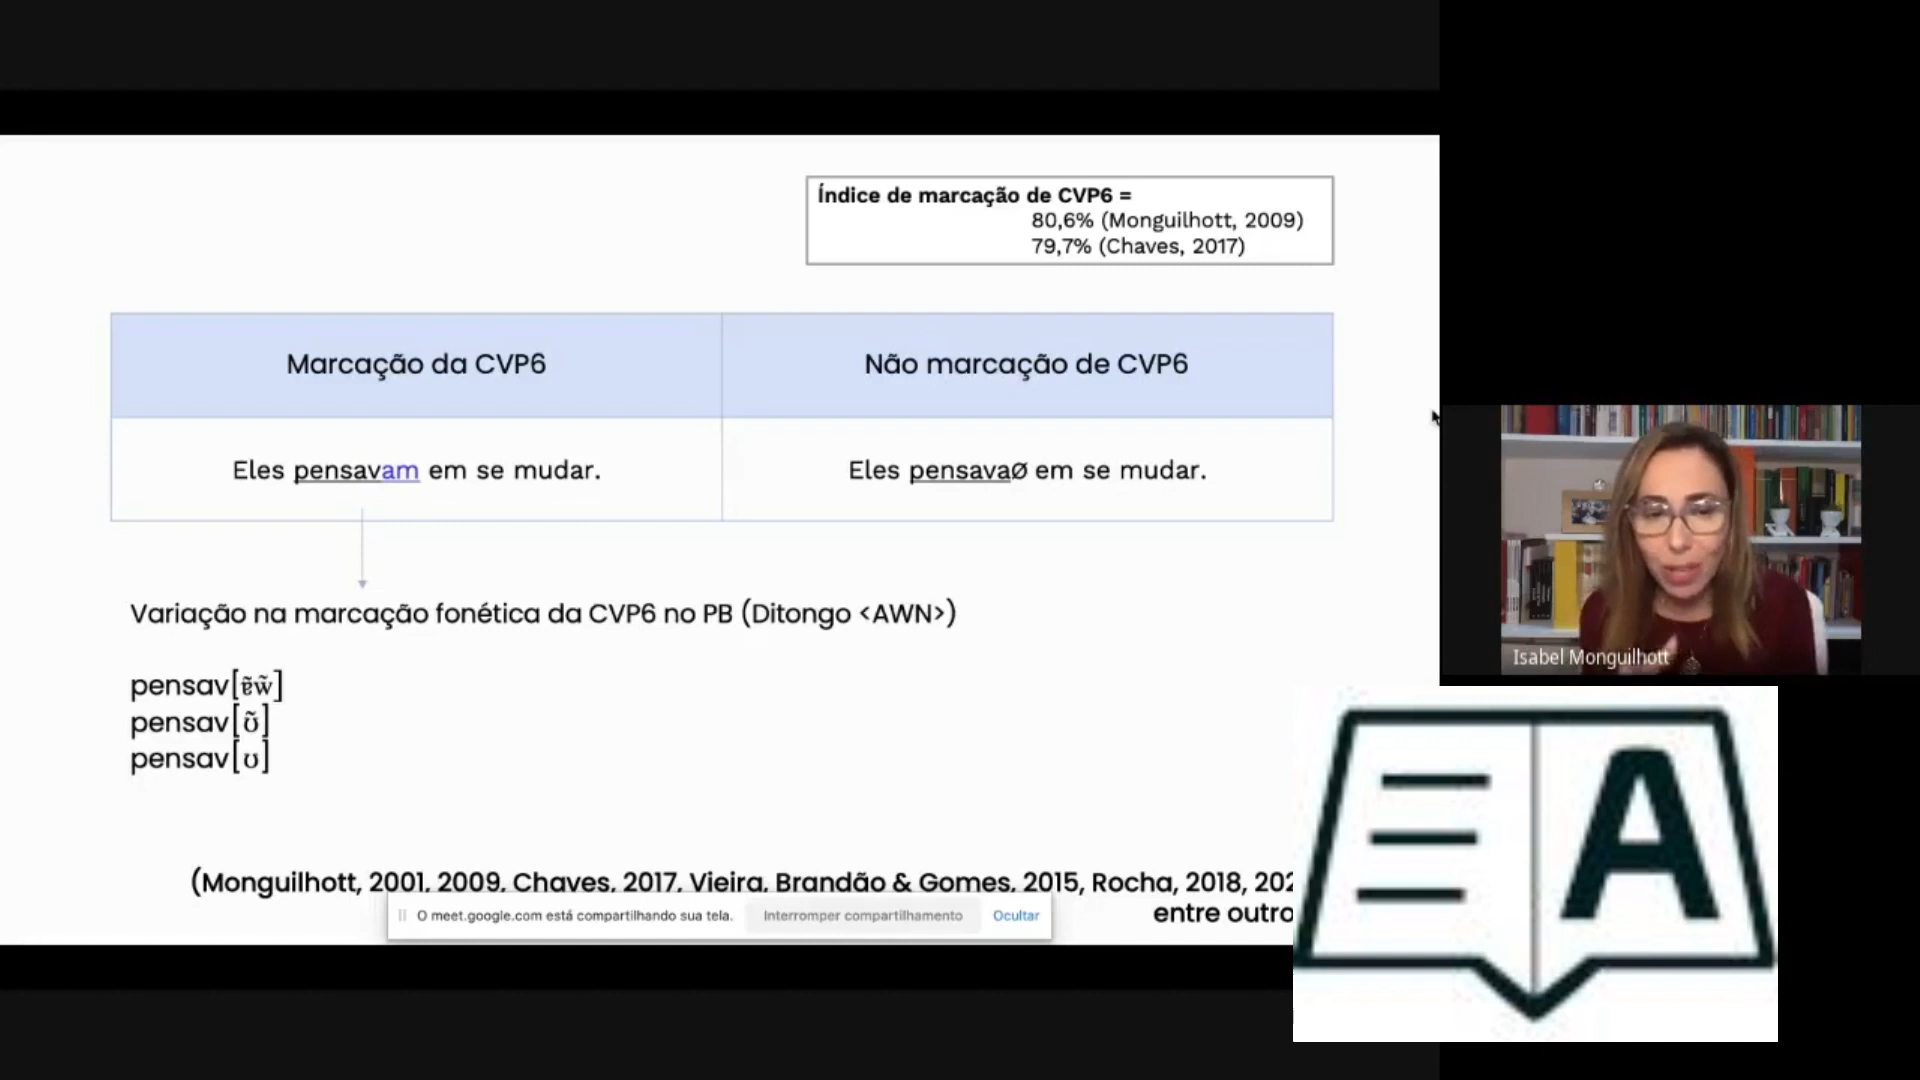 Índice de marcação de CVP6 =
80,6% (Monguilhott, 2009)
79,7% (Chaves, 2017)
Marcação da CVP6
Não marcação de CVP6
Eles pensavam em se mudar.
Eles pensavaØ em se mudar.
Variação na marcação fonética da CVP6 no PB (Ditongo <AWN>)
pensav[ɐ̃w̃]
pensav[ʊ̃]
pensav[ʊ]
(Monguilhott, 2001, 2009, Chaves, 2017, Vieira, Brandão & Gomes, 2015, Rocha, 2018, 202
entre outro
O meet.google.com está compartilhando sua tela.
Interromper compartilhamento
Ocultar
Isabel Monguilhott
A